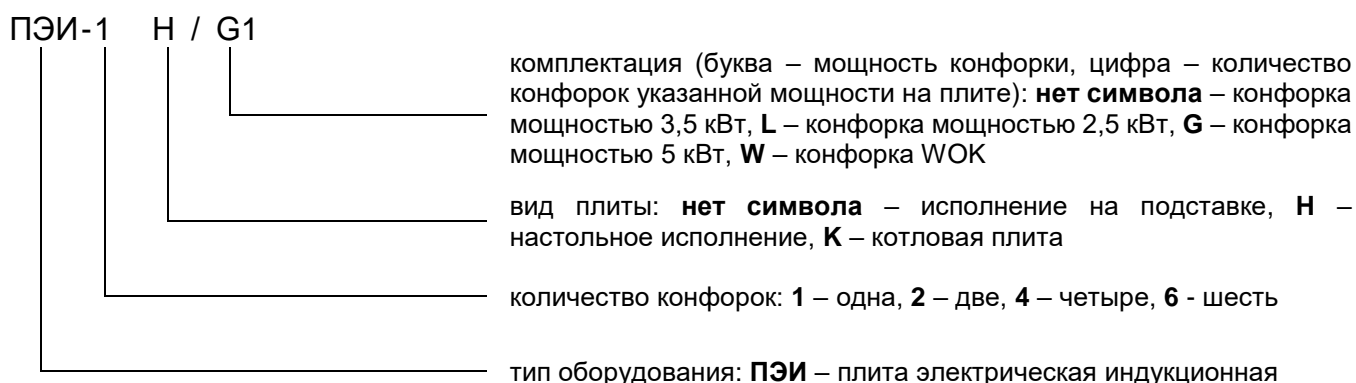 ПЭИ-1 Н / G1
комплектация (буква – мощность конфорки, цифра – количество
конфорок указанной мощности на плите): нет символа – конфорка
мощностью 3,5 кВт, L – конфорка мощностью 2,5 кВт, G – конфорка
мощностью 5 кВт, W – конфорка WOK
вид плиты: нет символа – исполнение на подставке, Н –
настольное исполнение, К – котловая плита
количество конфорок: 1 – одна, 2 – две, 4 – четыре, 6 - шесть
тип оборудования: ПЭИ – плита электрическая индукционная